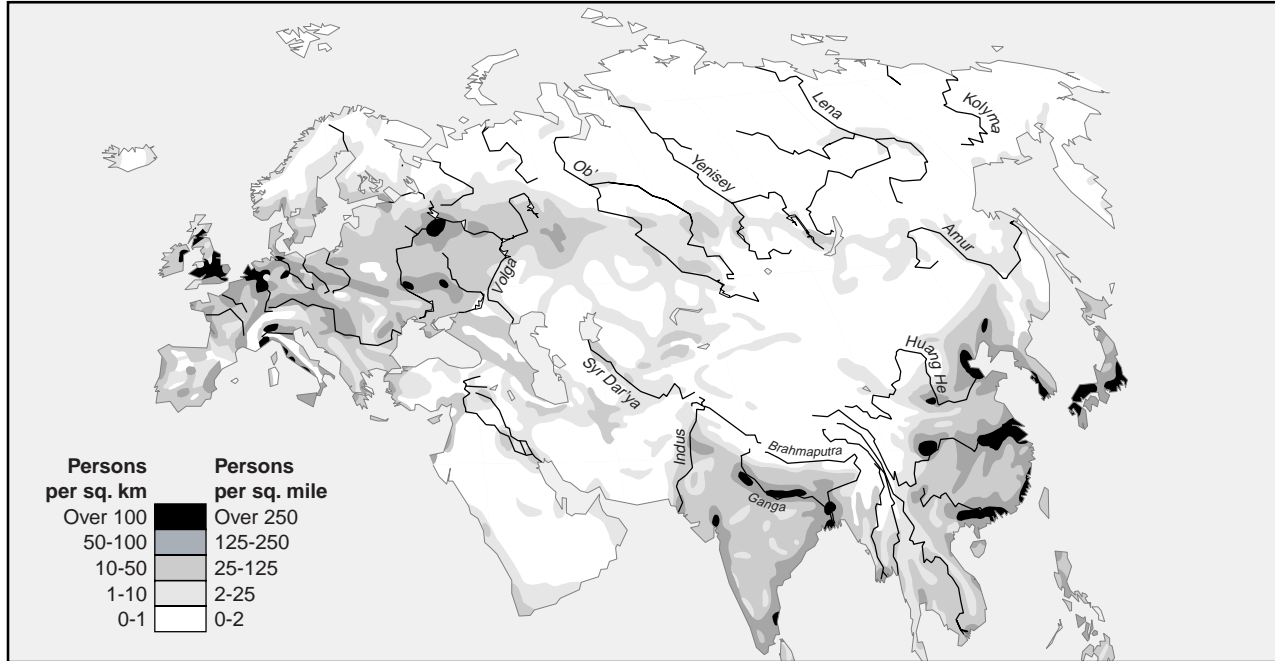 Lena
Kolyma
Ob'
Yenisey
Amur
Volga
Huang He
Syr Dar'ya
Indus
Brahmaputra
Ganga
Persons Persons
per sq. km per sq. mile
Over 100 Over 250
50-100 125-250
10-50 25-125
1-10 2-25
0-1 0-2